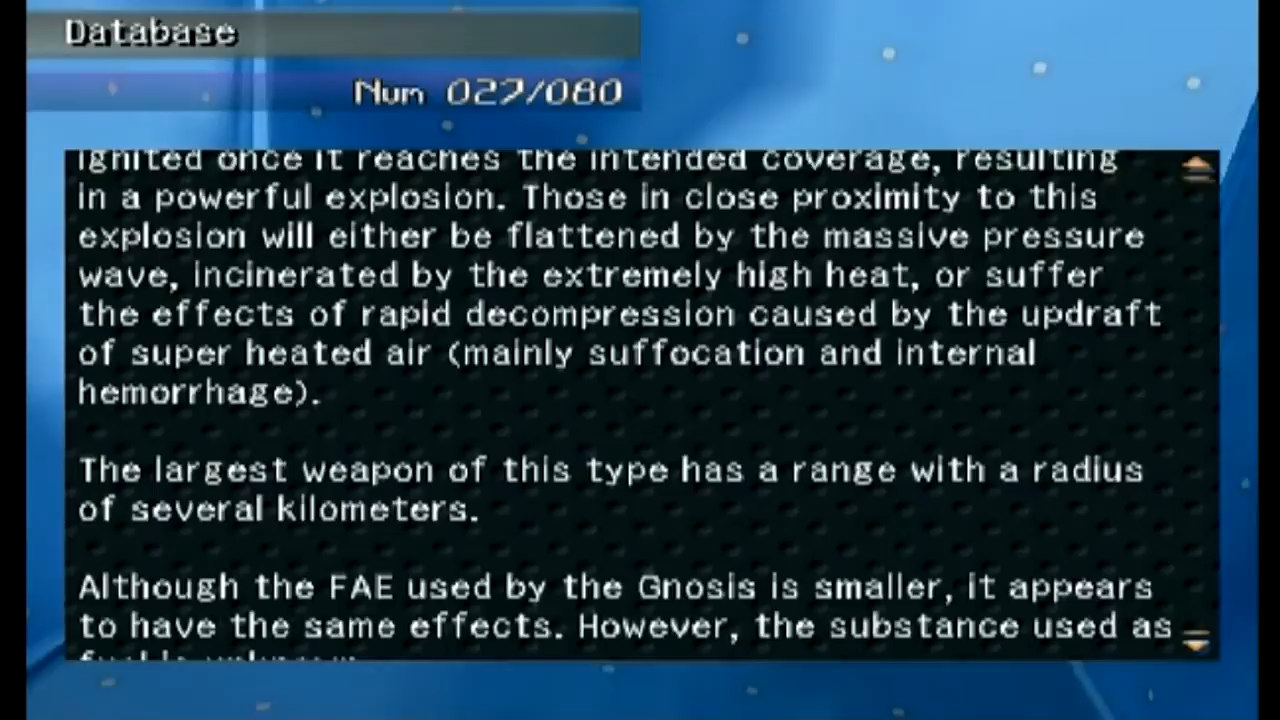 Database
Num 027/080
ignited once it reaches the intended coverage, resulting
in a powerful explosion. Those in close proximity to this
explosion will either be flattened by the massive pressure
wave, incinerated by the extremely high heat, or suffer
the effects of rapid decompression caused by the updraft
of super heated air (mainly suffocation and internal
hemorrhage).
The largest weapon of this type has a range with a radius
of several kilometers.
Although the FAE used by the Gnosis is smaller, it appears
to have the same effects. However, the substance used as
fuel is unknown.